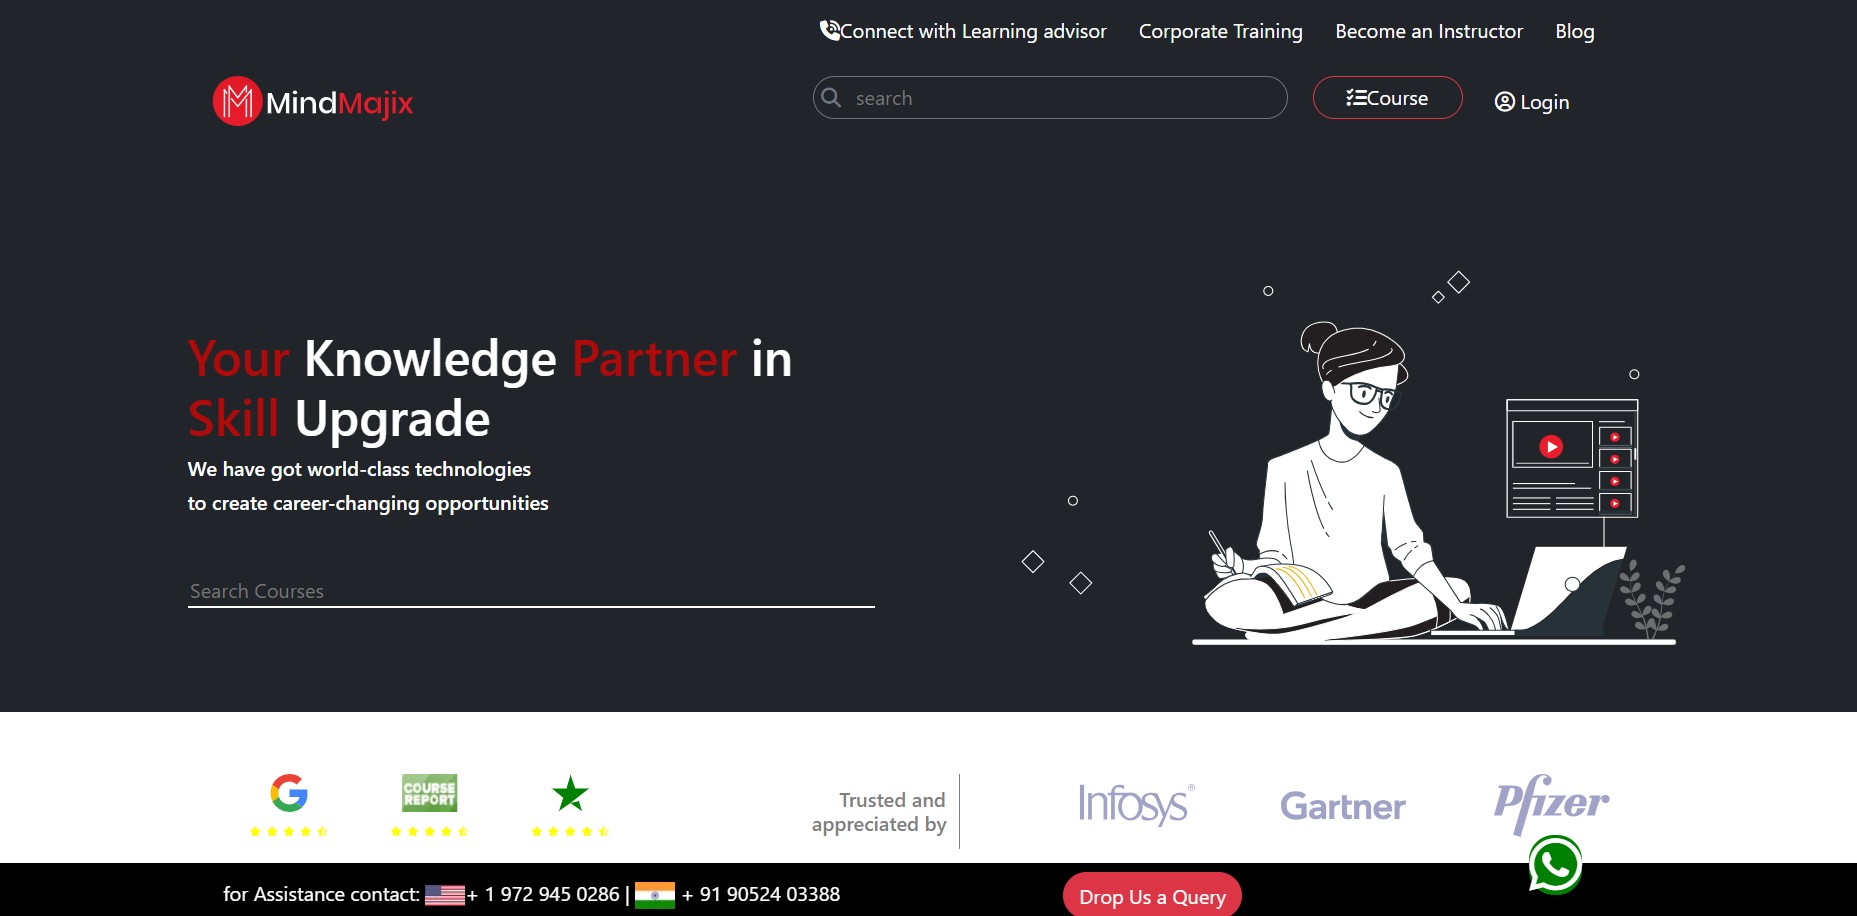 Connect with Learning advisor Corporate Training Become an Instructor Blog
MindMajix search Course Login
Your Knowledge Partner in
Skill Upgrade
We have got world-class technologies
to create career-changing opportunities
Search Courses
COURSE
REPORT
Trusted and
appreciated by
Infosys® Gartner Pfizer
for Assistance contact: + 1 972 945 0286 | + 91 90524 03388 Drop Us a Query